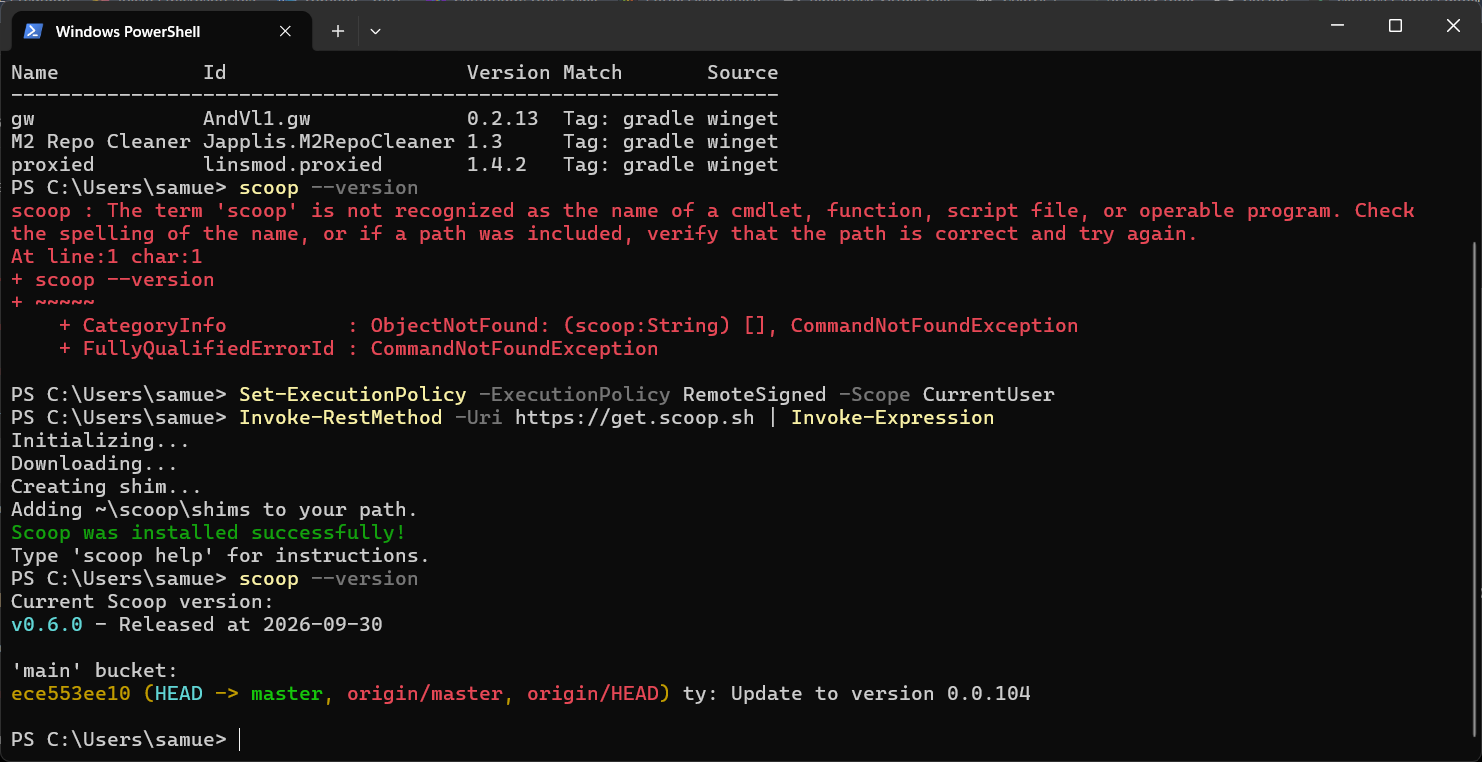 Windows PowerShell
Name            Id                    Version Match       Source
----------------------------------------------------------------
gw              AndVl1.gw             0.2.13  Tag: gradle winget
M2 Repo Cleaner Japplis.M2RepoCleaner 1.3     Tag: gradle winget
proxied         linsmod.proxied       1.4.2   Tag: gradle winget
PS C:\Users\samue> scoop --version
scoop : The term 'scoop' is not recognized as the name of a cmdlet, function, script file, or operable program. Check
the spelling of the name, or if a path was included, verify that the path is correct and try again.
At line:1 char:1
+ scoop --version
+ ~~~~~
    + CategoryInfo          : ObjectNotFound: (scoop:String) [], CommandNotFoundException
    + FullyQualifiedErrorId : CommandNotFoundException

PS C:\Users\samue> Set-ExecutionPolicy -ExecutionPolicy RemoteSigned -Scope CurrentUser
PS C:\Users\samue> Invoke-RestMethod -Uri https://get.scoop.sh | Invoke-Expression
Initializing...
Downloading...
Creating shim...
Adding ~\scoop\shims to your path.
Scoop was installed successfully!
Type 'scoop help' for instructions.
PS C:\Users\samue> scoop --version
Current Scoop version:
v0.6.0 - Released at 2026-09-30

'main' bucket:
ece553ee10 (HEAD -> master, origin/master, origin/HEAD) ty: Update to version 0.0.104

PS C:\Users\samue>